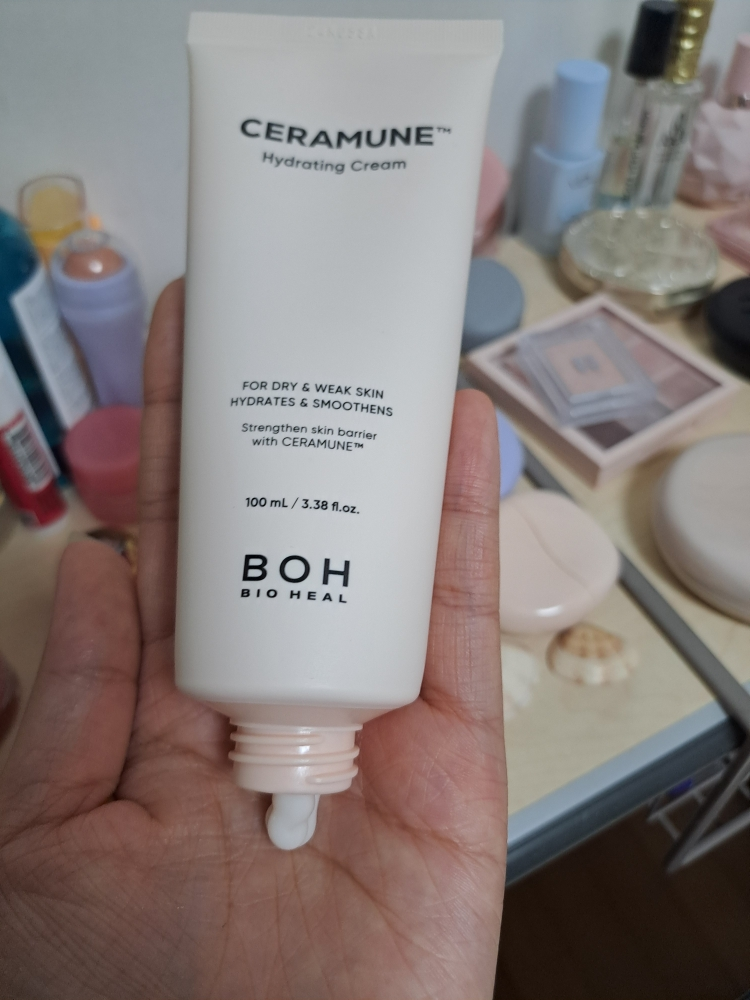 CERAMUNE™
Hydrating Cream
FOR DRY & WEAK SKIN
HYDRATES & SMOOTHENS
Strengthen skin barrier
with CERAMUNE™
100 mL / 3.38 fl.oz.
BOH
BIO HEAL